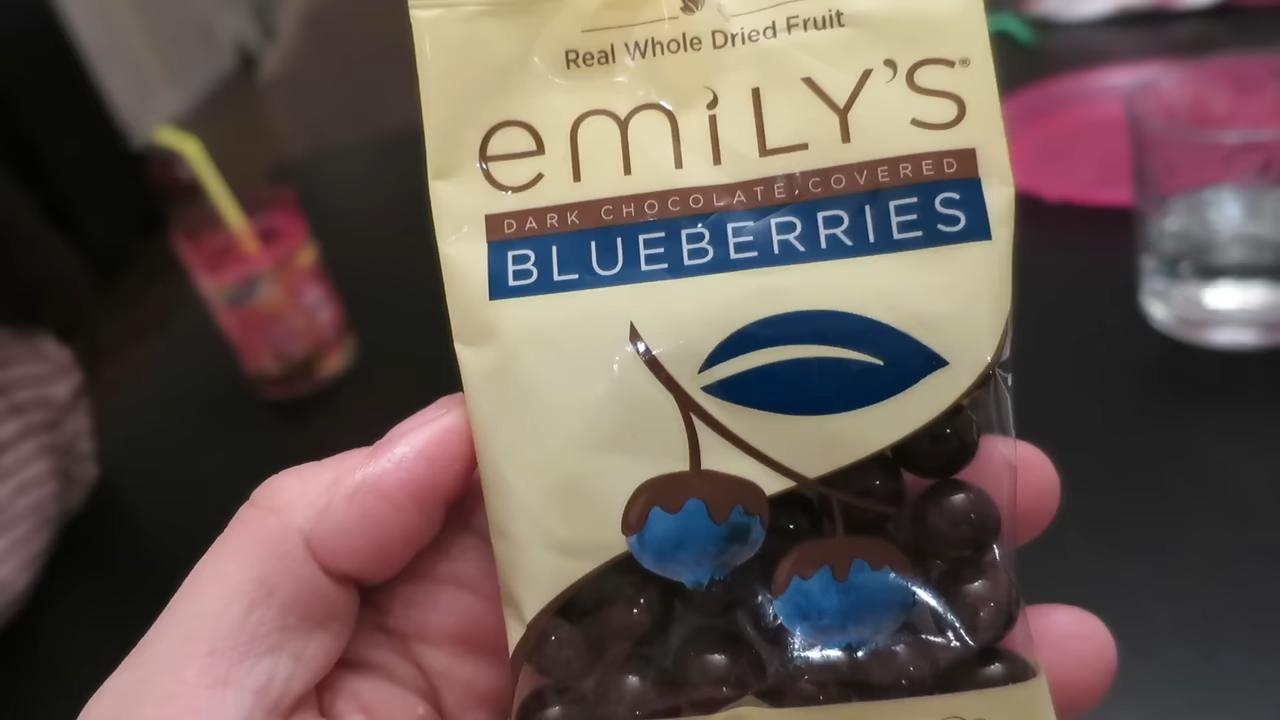 Real Whole Dried Fruit
emiLY'S®
DARK CHOCOLATE COVERED
BLUEBERRIES